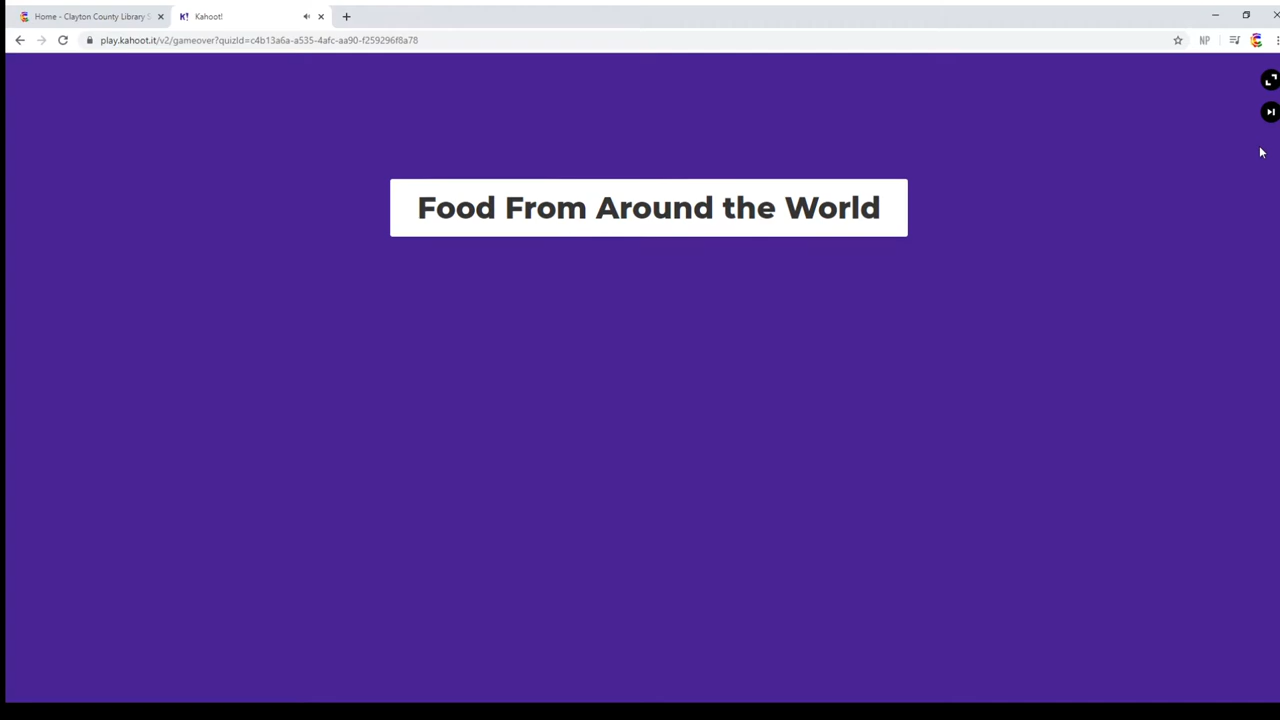 Home - Clayton County Library S
K! Kahoot!
play.kahoot.it/v2/gameover?quizId=c4b13a6a-a535-4afc-aa90-f259296f8a78
NP
Food From Around the World